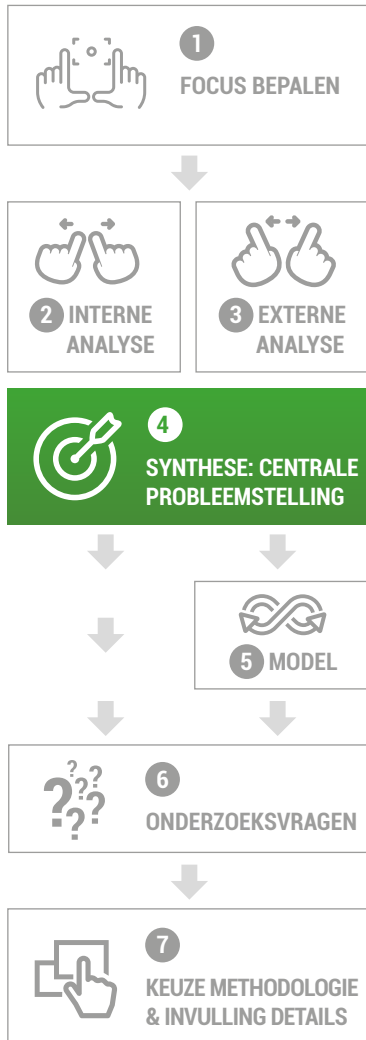 1
FOCUS BEPALEN
2 INTERNE
ANALYSE
3 EXTERNE
ANALYSE
4
SYNTHESE: CENTRALE
PROBLEEMSTELLING
5 MODEL
? ? ? ? ? ?
6
ONDERZOEKSVRAGEN
7
KEUZE METHODOLOGIE
& INVULLING DETAILS